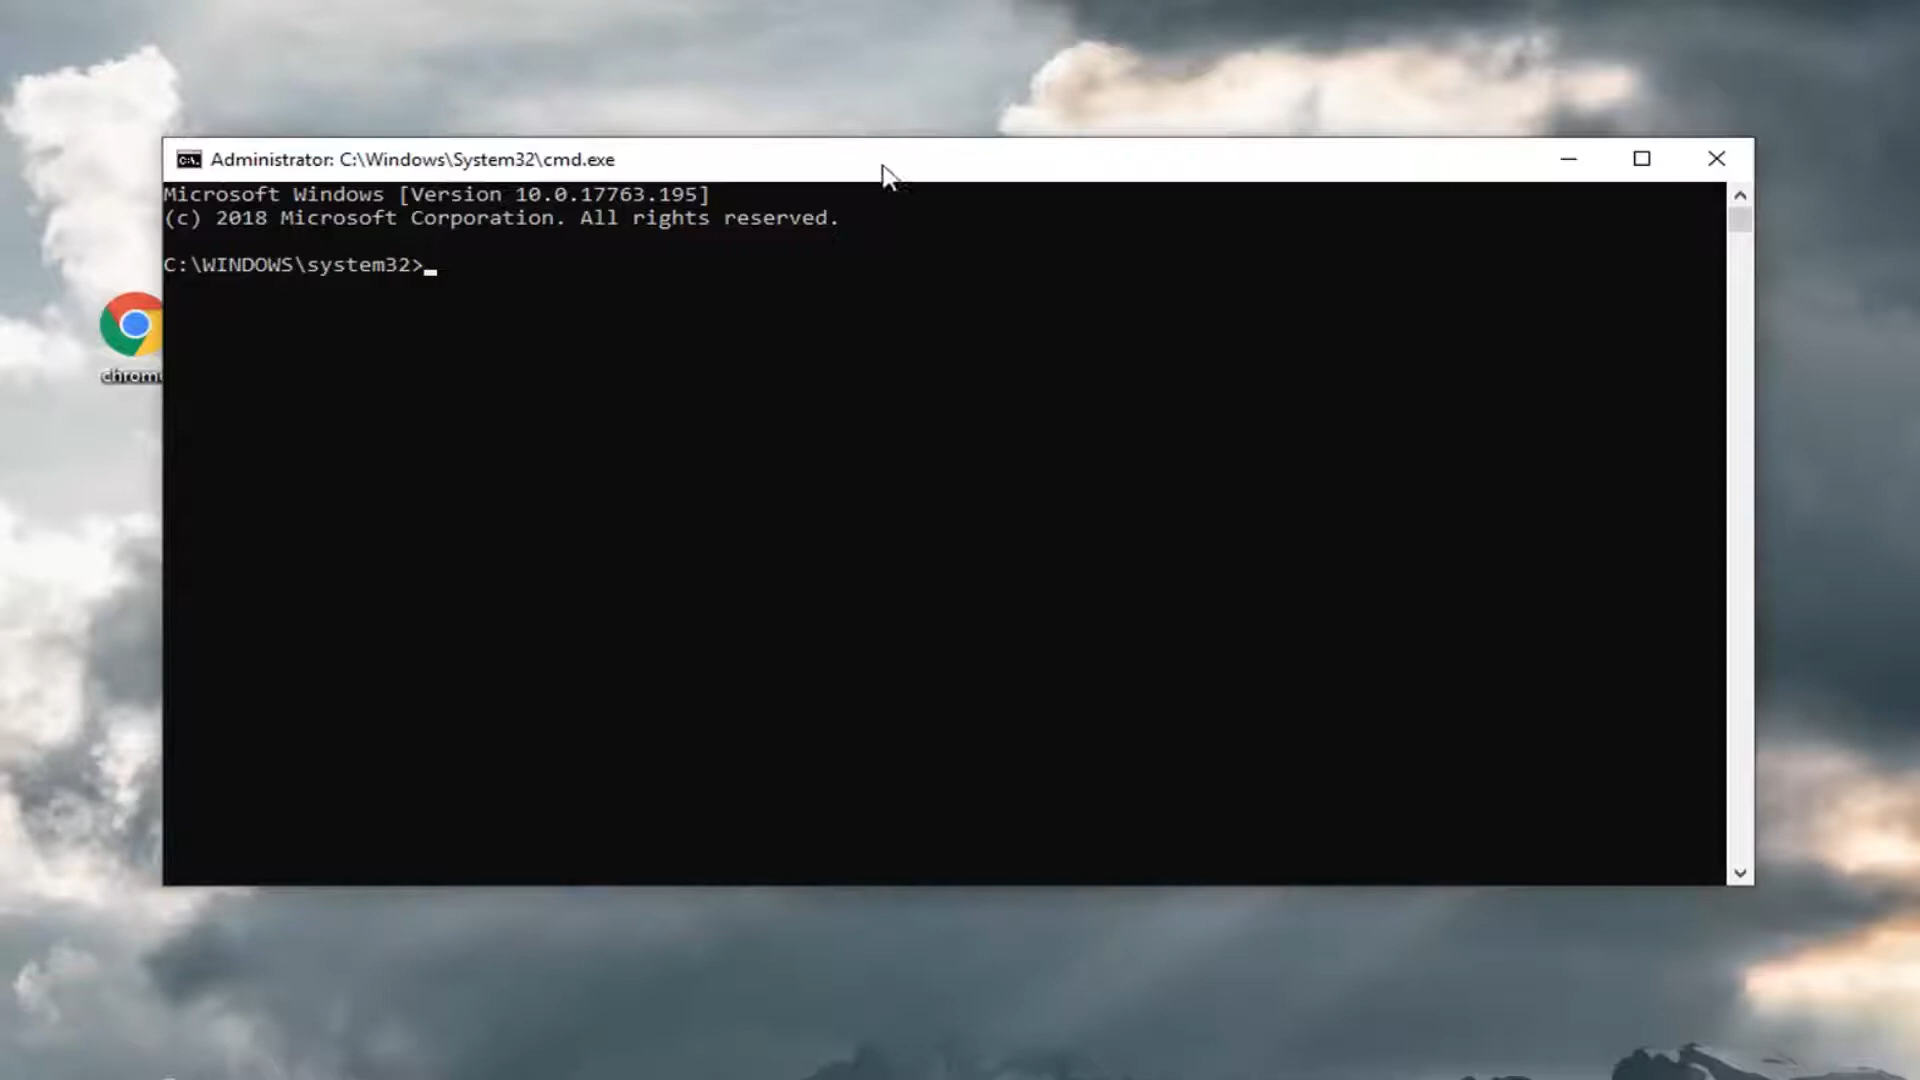 Administrator: C:\Windows\System32\cmd.exe
Microsoft Windows [Version 10.0.17763.195]
(c) 2018 Microsoft Corporation. All rights reserved.
C:\WINDOWS\system32>
chrom